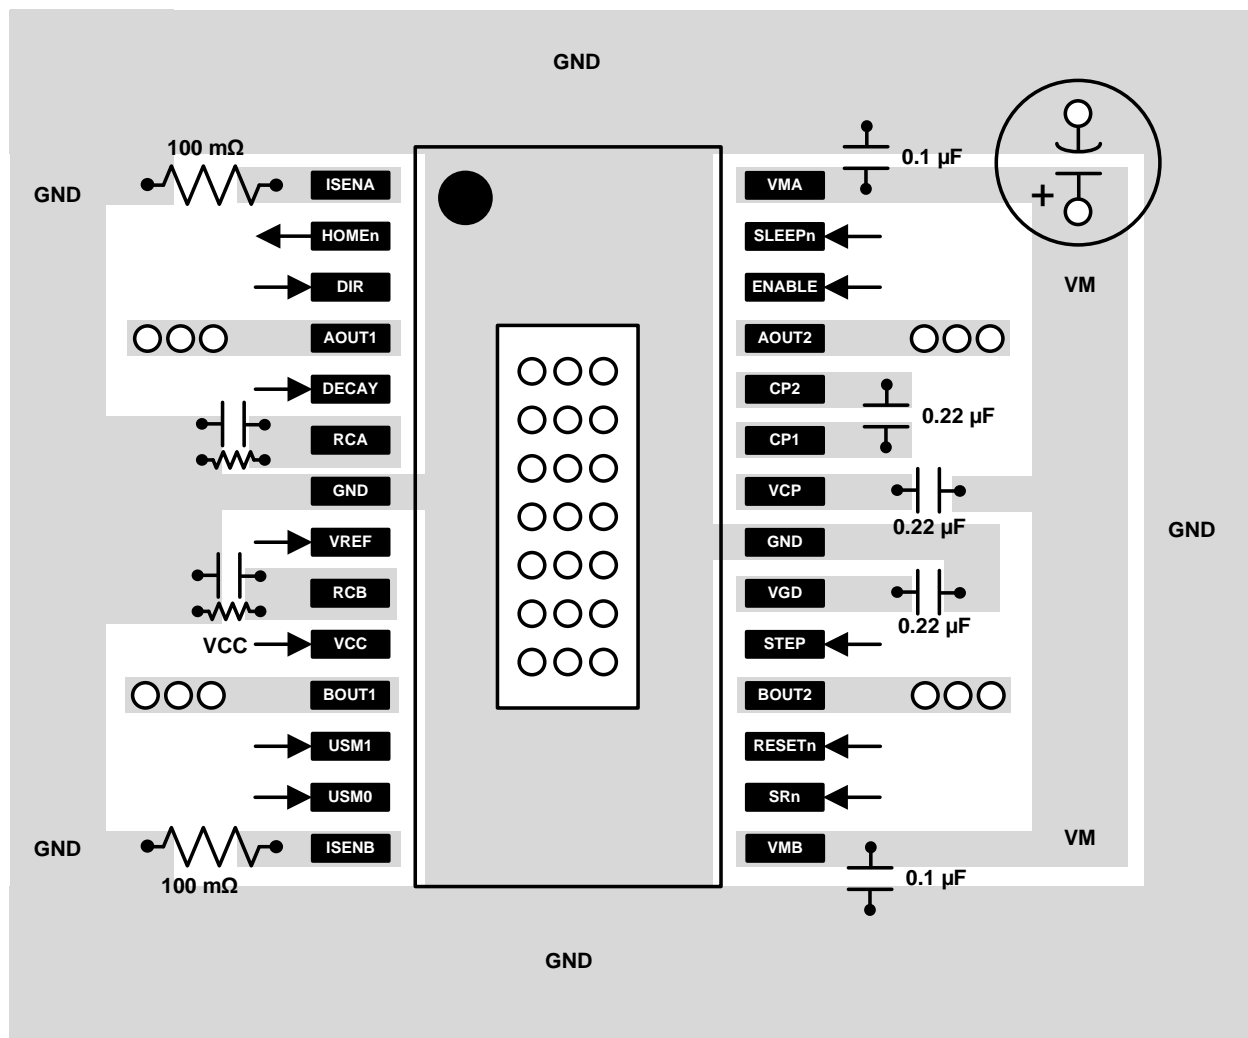 GND
100 mΩ
0.1 µF
GND
ISENA
VMA
+
HOMEn
SLEEPn
DIR
ENABLE
VM
AOUT1
AOUT2
DECAY
CP2
0.22 µF
RCA
CP1
GND
VCP
0.22 µF
GND
VREF
GND
RCB
VGD
0.22 µF
VCC
VCC
STEP
BOUT1
BOUT2
USM1
RESETn
USM0
SRn
VM
GND
ISENB
VMB
100 mΩ
0.1 µF
GND